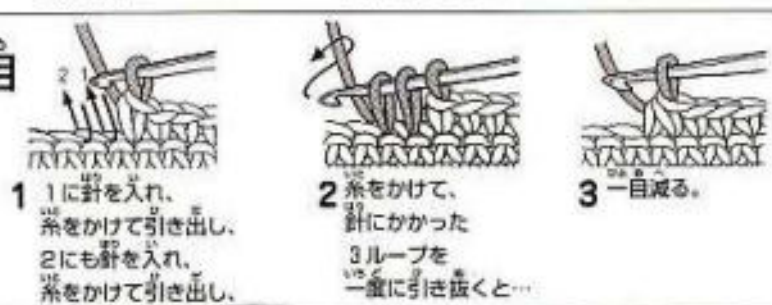 目
2 1
1 1に針を入れ、
糸をかけて引き出し、
2にも針を入れ、
糸をかけて引き出し、
2 糸をかけて、
針にかかった
3ループを
一度に引き抜くと…
3 一目減る。